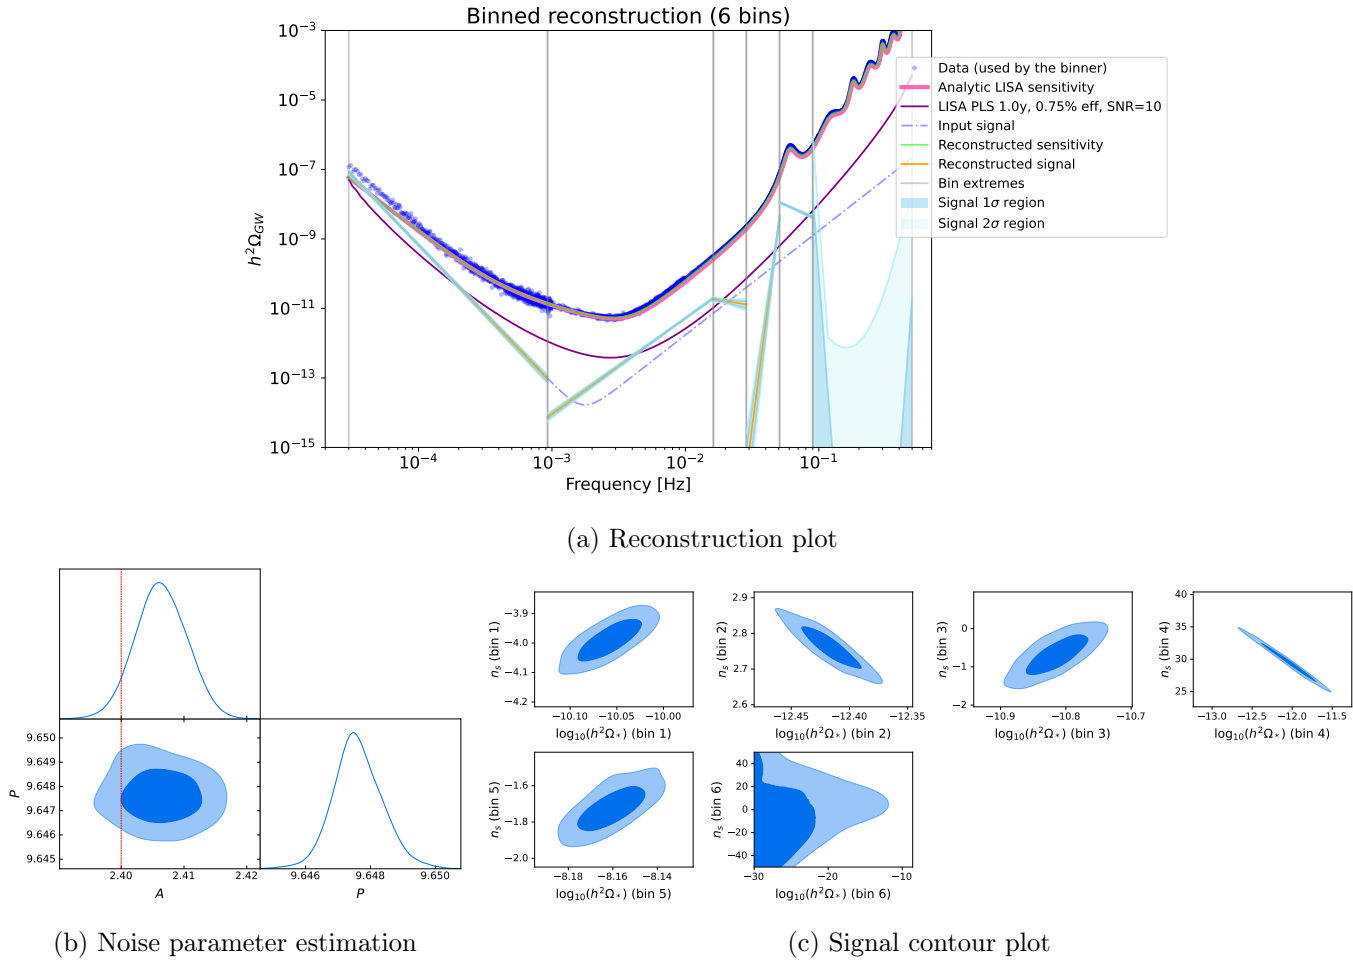 Binned reconstruction (6 bins)
10⁻³
10⁻⁵
10⁻⁷
10⁻⁹
10⁻¹¹
10⁻¹³
10⁻¹⁵
h²Ω_GW
10⁻⁴
10⁻³
10⁻²
10⁻¹
Frequency [Hz]
Data (used by the binner)
Analytic LISA sensitivity
LISA PLS 1.0y, 0.75% eff, SNR=10
Input signal
Reconstructed sensitivity
Reconstructed signal
Bin extremes
Signal 1σ region
Signal 2σ region
(a) Reconstruction plot
9.650
9.649
9.648
9.647
9.646
9.645
P
2.40
2.41
2.42
A
9.646
9.648
9.650
P
(b) Noise parameter estimation
−3.9
−4.0
−4.1
−4.2
n_s (bin 1)
−10.10
−10.05
−10.00
log₁₀(h²Ω_*) (bin 1)
2.9
2.8
2.7
2.6
n_s (bin 2)
−12.45
−12.40
−12.35
log₁₀(h²Ω_*) (bin 2)
0
−1
−2
n_s (bin 3)
−10.9
−10.8
−10.7
log₁₀(h²Ω_*) (bin 3)
40
35
30
25
n_s (bin 4)
−13.0
−12.5
−12.0
−11.5
log₁₀(h²Ω_*) (bin 4)
−1.6
−1.8
−2.0
n_s (bin 5)
−8.18
−8.16
−8.14
log₁₀(h²Ω_*) (bin 5)
40
20
0
−20
−40
n_s (bin 6)
−30
−20
−10
log₁₀(h²Ω_*) (bin 6)
(c) Signal contour plot